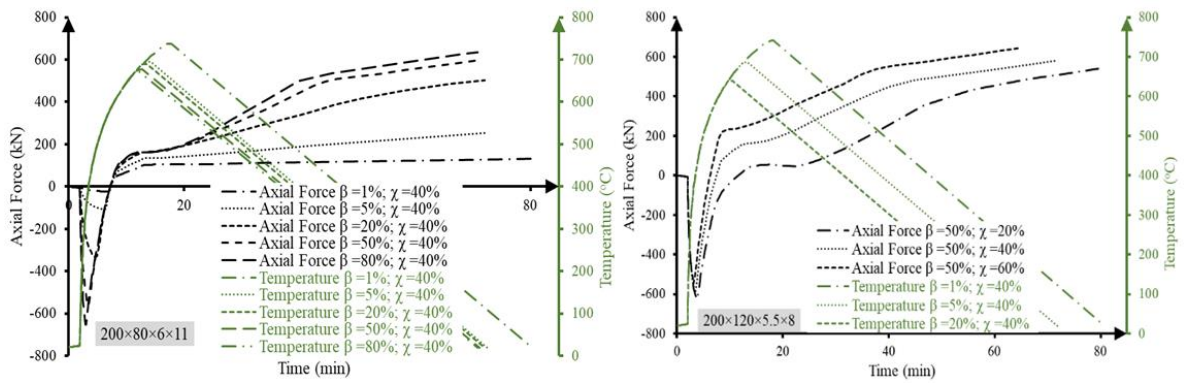 800
600
400
200
0
-200
-400
-600
-800
Axial Force (kN)
0
20
80
Time (min)
800
700
600
500
400
300
200
100
0
Temperature (°C)
Axial Force β =1%; χ =40%
Axial Force β =5%; χ =40%
Axial Force β =20%; χ =40%
Axial Force β =50%; χ =40%
Axial Force β =80%; χ =40%
Temperature β =1%; χ =40%
Temperature β =5%; χ =40%
Temperature β =20%; χ =40%
Temperature β =50%; χ =40%
Temperature β =80%; χ =40%
200×80×6×11
800
600
400
200
0
-200
-400
-600
-800
Axial Force (kN)
0
20
40
60
80
Time (min)
800
700
600
500
400
300
200
100
0
Temperature (°C)
Axial Force β =50%; χ =20%
Axial Force β =50%; χ =40%
Axial Force β =50%; χ =60%
Temperature β =1%; χ =40%
Temperature β =5%; χ =40%
Temperature β =20%; χ =40%
200×120×5.5×8